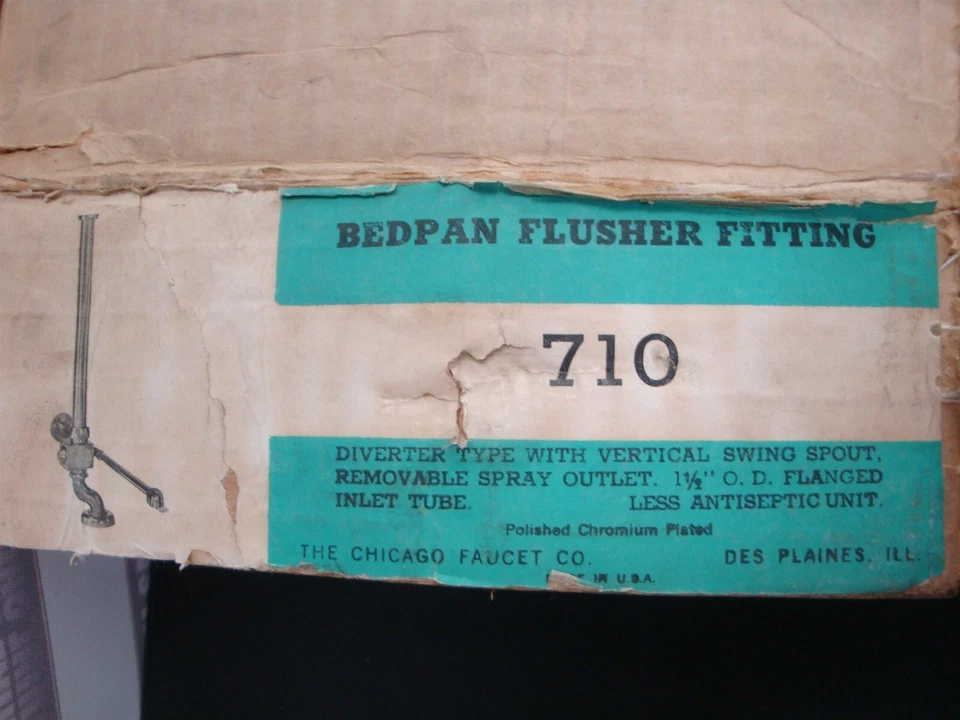 BEDPAN FLUSHER FITTING
710
DIVERTER TYPE WITH VERTICAL SWING SPOUT,
REMOVABLE SPRAY OUTLET. 1½" O. D. FLANGED
INLET TUBE. LESS ANTISEPTIC UNIT.
Polished Chromium Plated
THE CHICAGO FAUCET CO. DES PLAINES, ILL.
IN U.S.A.